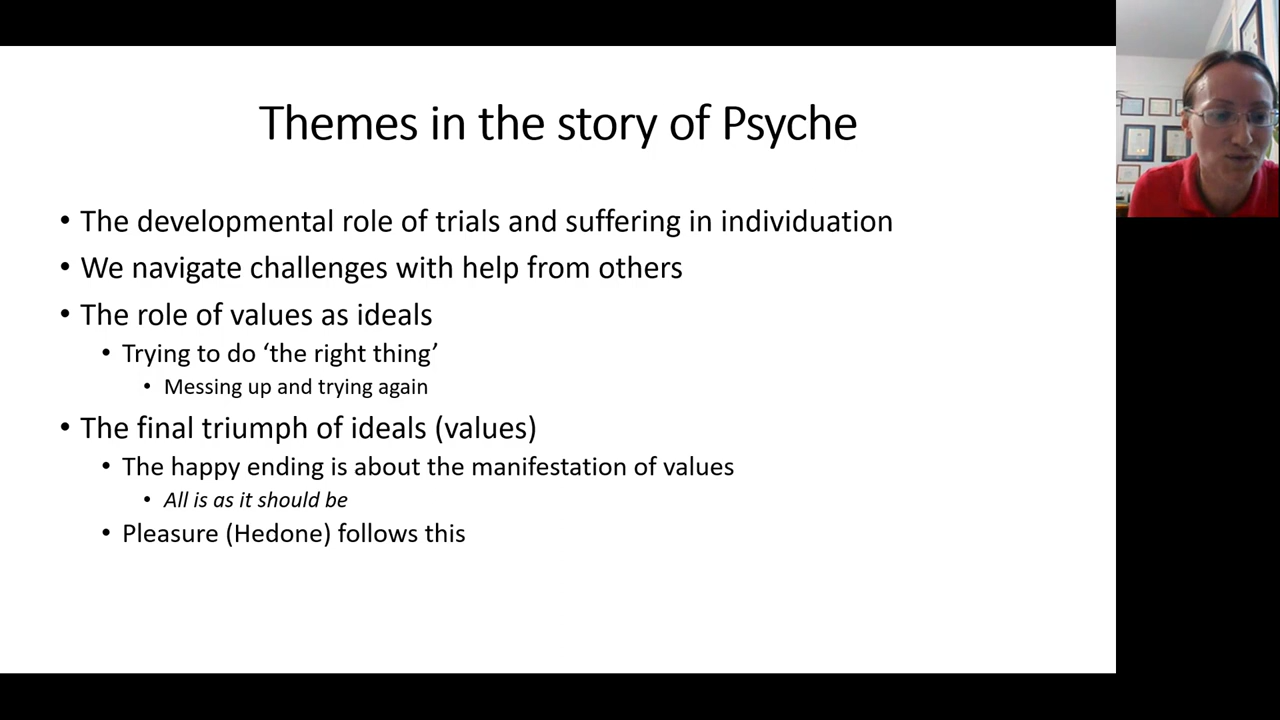 Themes in the story of Psyche
• The developmental role of trials and suffering in individuation
• We navigate challenges with help from others
• The role of values as ideals
• Trying to do ‘the right thing’
• Messing up and trying again
• The final triumph of ideals (values)
• The happy ending is about the manifestation of values
• All is as it should be
• Pleasure (Hedone) follows this